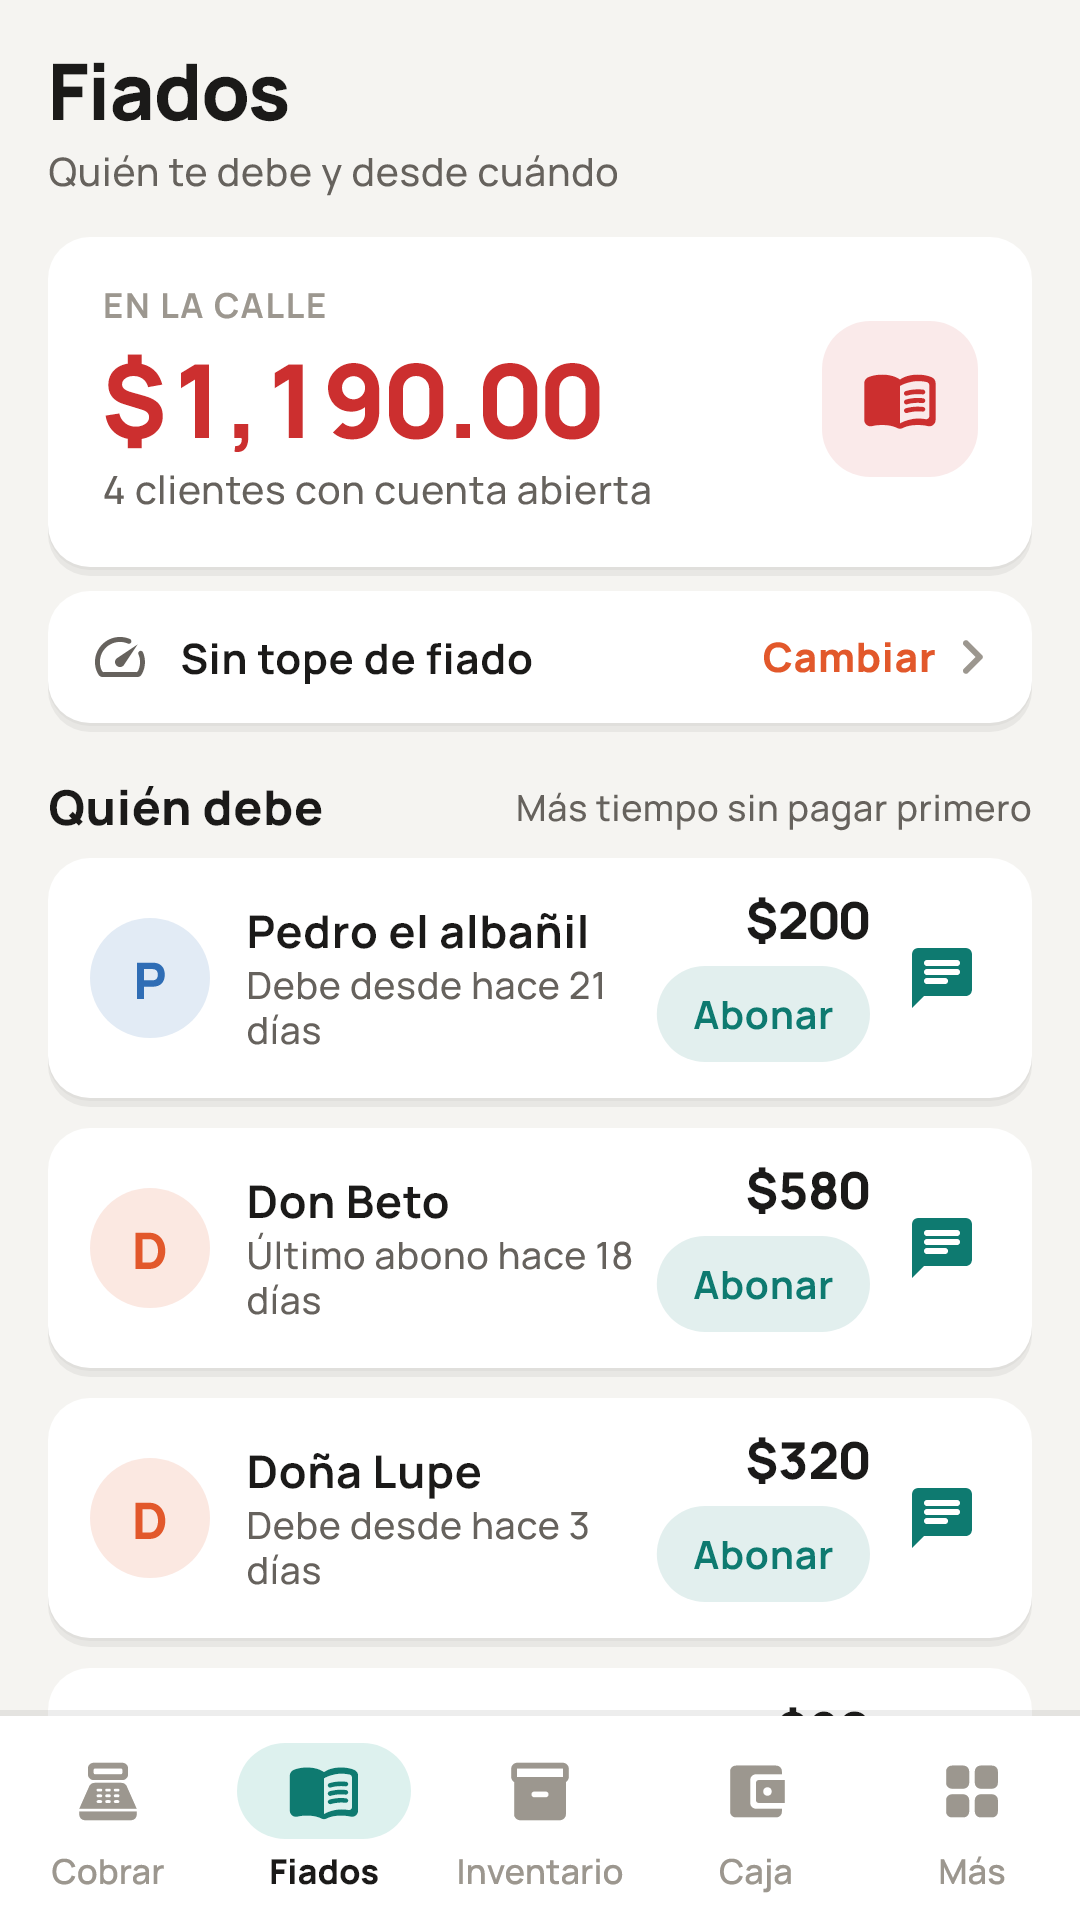 Fiados
Quién te debe y desde cuándo
EN LA CALLE
$1,190.00
4 clientes con cuenta abierta
Sin tope de fiado
Cambiar
Quién debe
Más tiempo sin pagar primero
P
Pedro el albañil
Debe desde hace 21
días
$200
Abonar
D
Don Beto
Último abono hace 18
días
$580
Abonar
D
Doña Lupe
Debe desde hace 3
días
$320
Abonar
Cobrar
Fiados
Inventario
Caja
Más